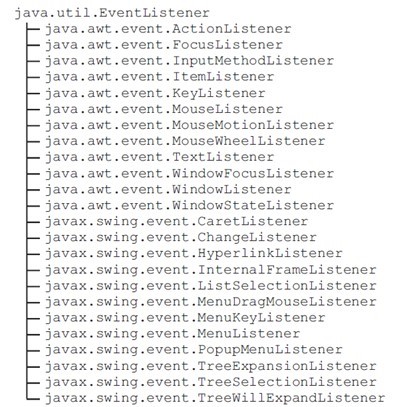 java.util.EventListener
java.awt.event.ActionListener
java.awt.event.FocusListener
java.awt.event.InputMethodListener
java.awt.event.ItemListener
java.awt.event.KeyListener
java.awt.event.MouseListener
java.awt.event.MouseMotionListener
java.awt.event.MouseWheelListener
java.awt.event.TextListener
java.awt.event.WindowFocusListener
java.awt.event.WindowListener
java.awt.event.WindowStateListener
javax.swing.event.CaretListener
javax.swing.event.ChangeListener
javax.swing.event.HyperlinkListener
javax.swing.event.InternalFrameListener
javax.swing.event.ListSelectionListener
javax.swing.event.MenuDragMouseListener
javax.swing.event.MenuKeyListener
javax.swing.event.MenuListener
javax.swing.event.PopupMenuListener
javax.swing.event.TreeExpansionListener
javax.swing.event.TreeSelectionListener
javax.swing.event.TreeWillExpandListener